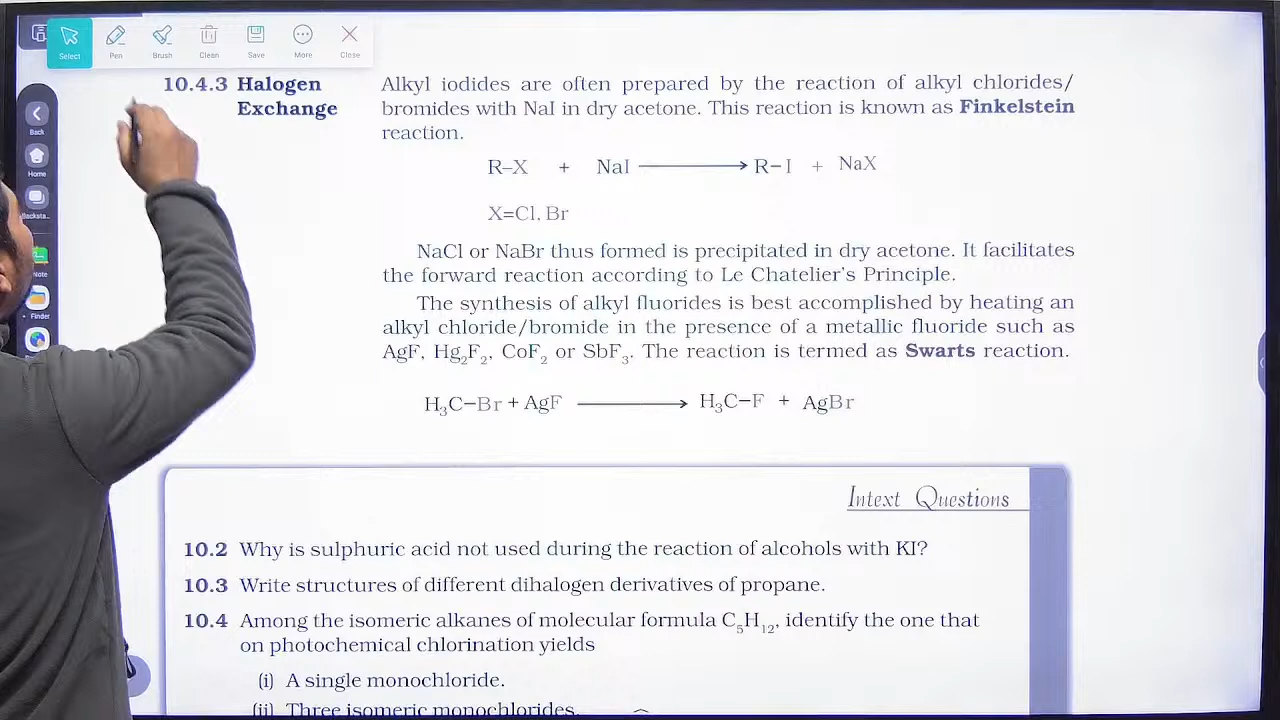 Select Pen Brush Clean Save More Close
10.4.3 Halogen
Exchange
Alkyl iodides are often prepared by the reaction of alkyl chlorides/
bromides with NaI in dry acetone. This reaction is known as Finkelstein
reaction.
R–X + NaI ⟶ R–I + NaX
X=Cl, Br
NaCl or NaBr thus formed is precipitated in dry acetone. It facilitates
the forward reaction according to Le Chatelier's Principle.
The synthesis of alkyl fluorides is best accomplished by heating an
alkyl chloride/bromide in the presence of a metallic fluoride such as
AgF, Hg₂F₂, CoF₂ or SbF₃. The reaction is termed as Swarts reaction.
H₃C–Br + AgF ⟶ H₃C–F + AgBr
Back
Home
Backsta..
Note
Finder
Intext Questions
10.2 Why is sulphuric acid not used during the reaction of alcohols with KI?
10.3 Write structures of different dihalogen derivatives of propane.
10.4 Among the isomeric alkanes of molecular formula C₅H₁₂, identify the one that
on photochemical chlorination yields
(i) A single monochloride.
(ii) Three isomeric monochlorides.